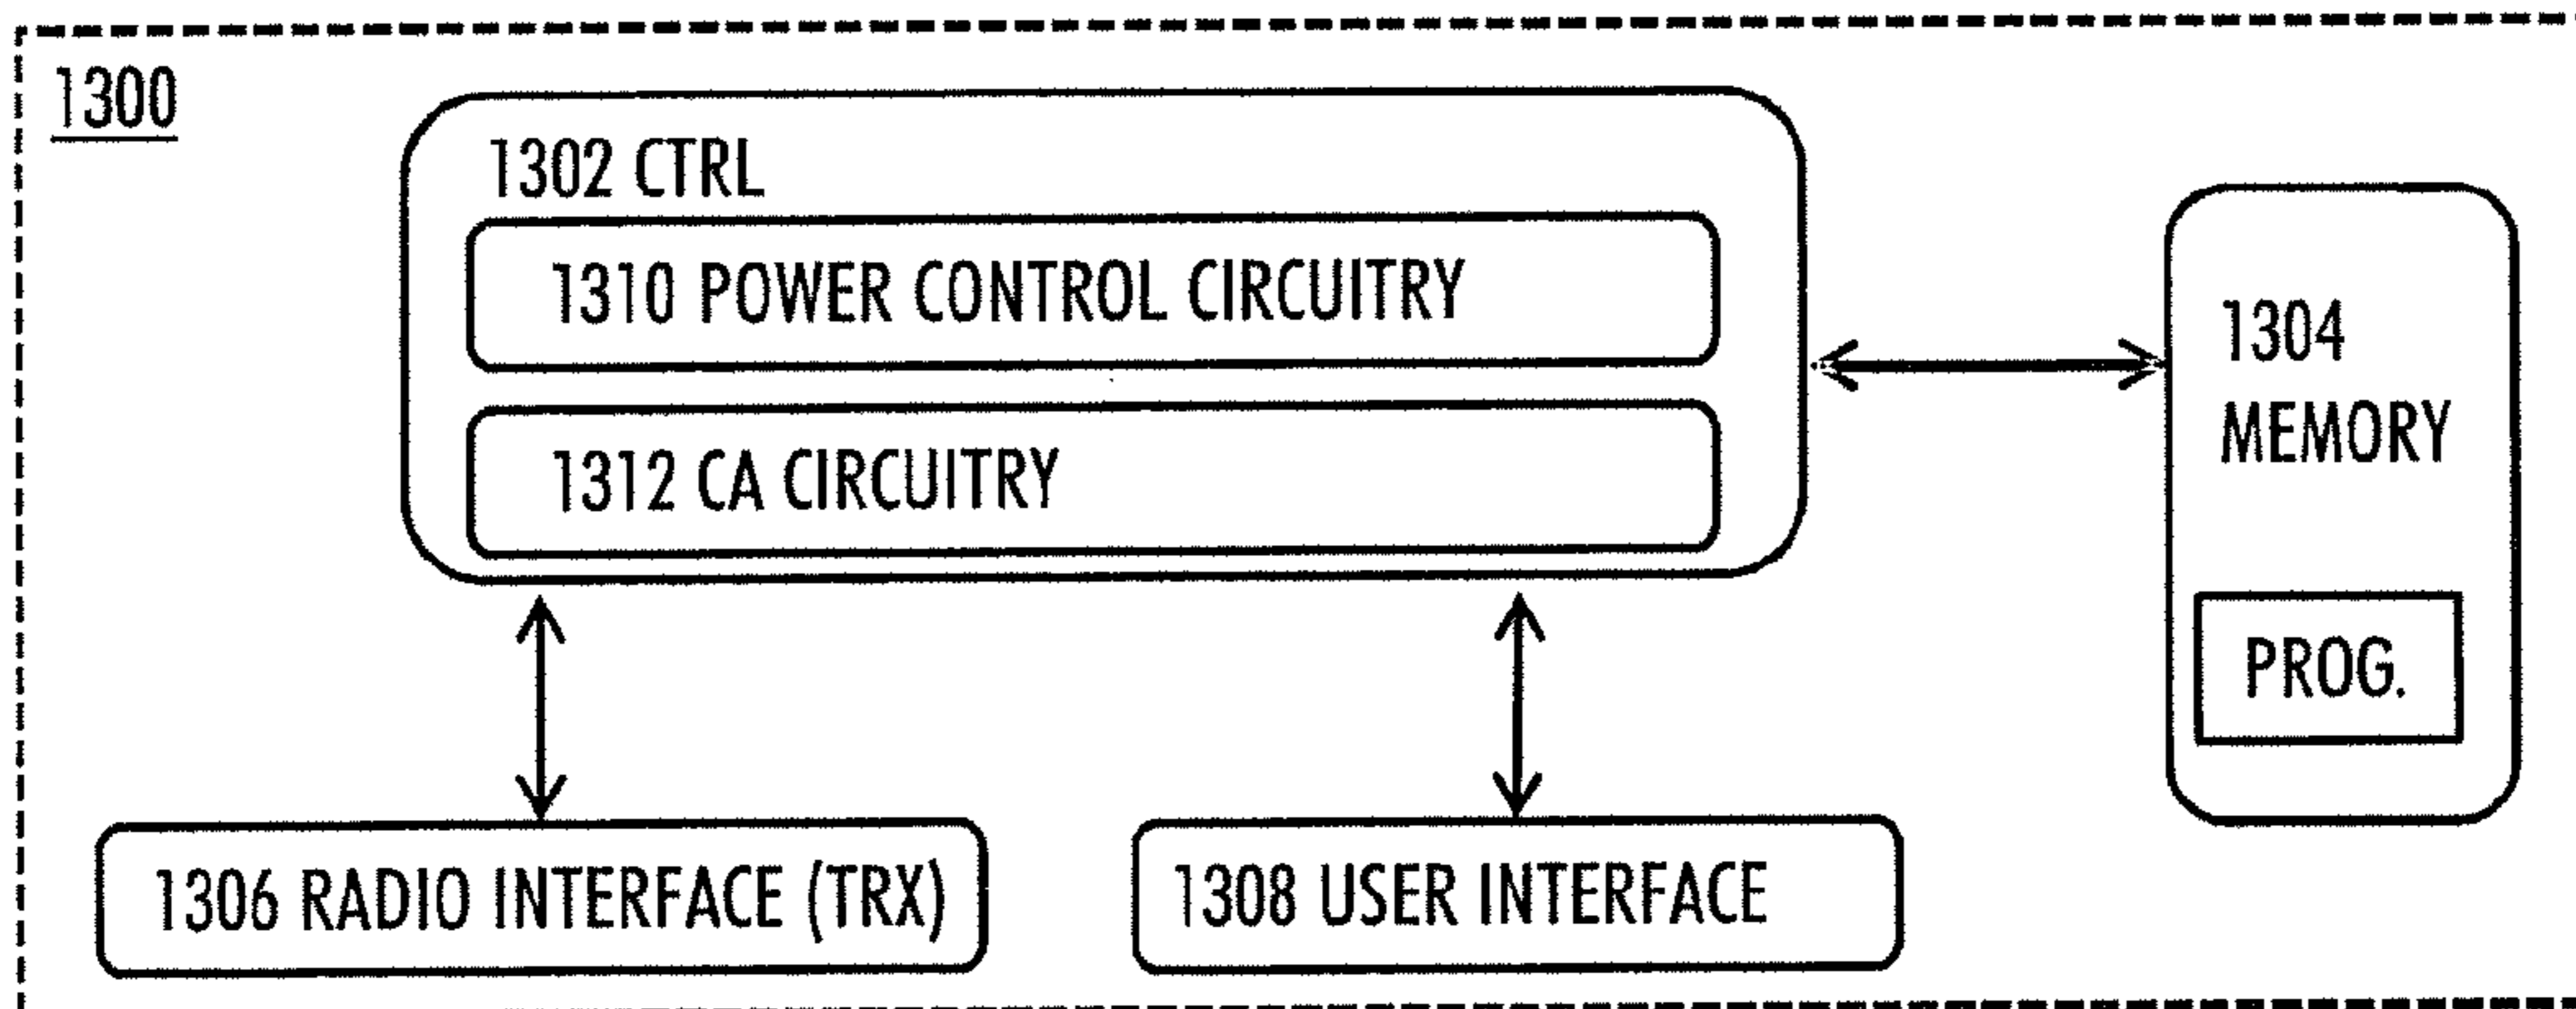 1300
1302 CTRL
1310 POWER CONTROL CIRCUITRY
1312 CA CIRCUITRY
1304
MEMORY
PROG.
1306 RADIO INTERFACE (TRX)
1308 USER INTERFACE